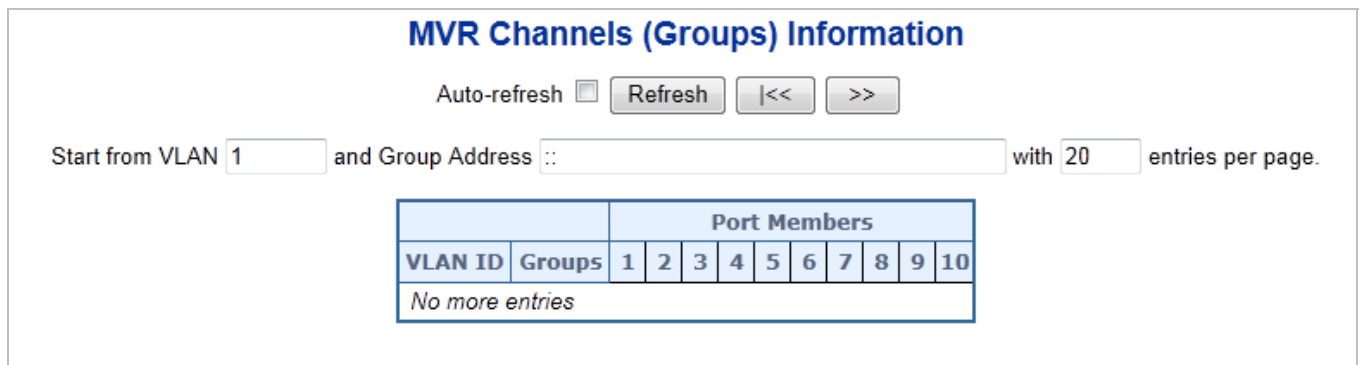 MVR Channels (Groups) Information
Auto-refresh Refresh |<< >>
Start from VLAN 1 and Group Address :: with 20 entries per page.
Port Members
VLAN ID Groups 1 2 3 4 5 6 7 8 9 10
No more entries